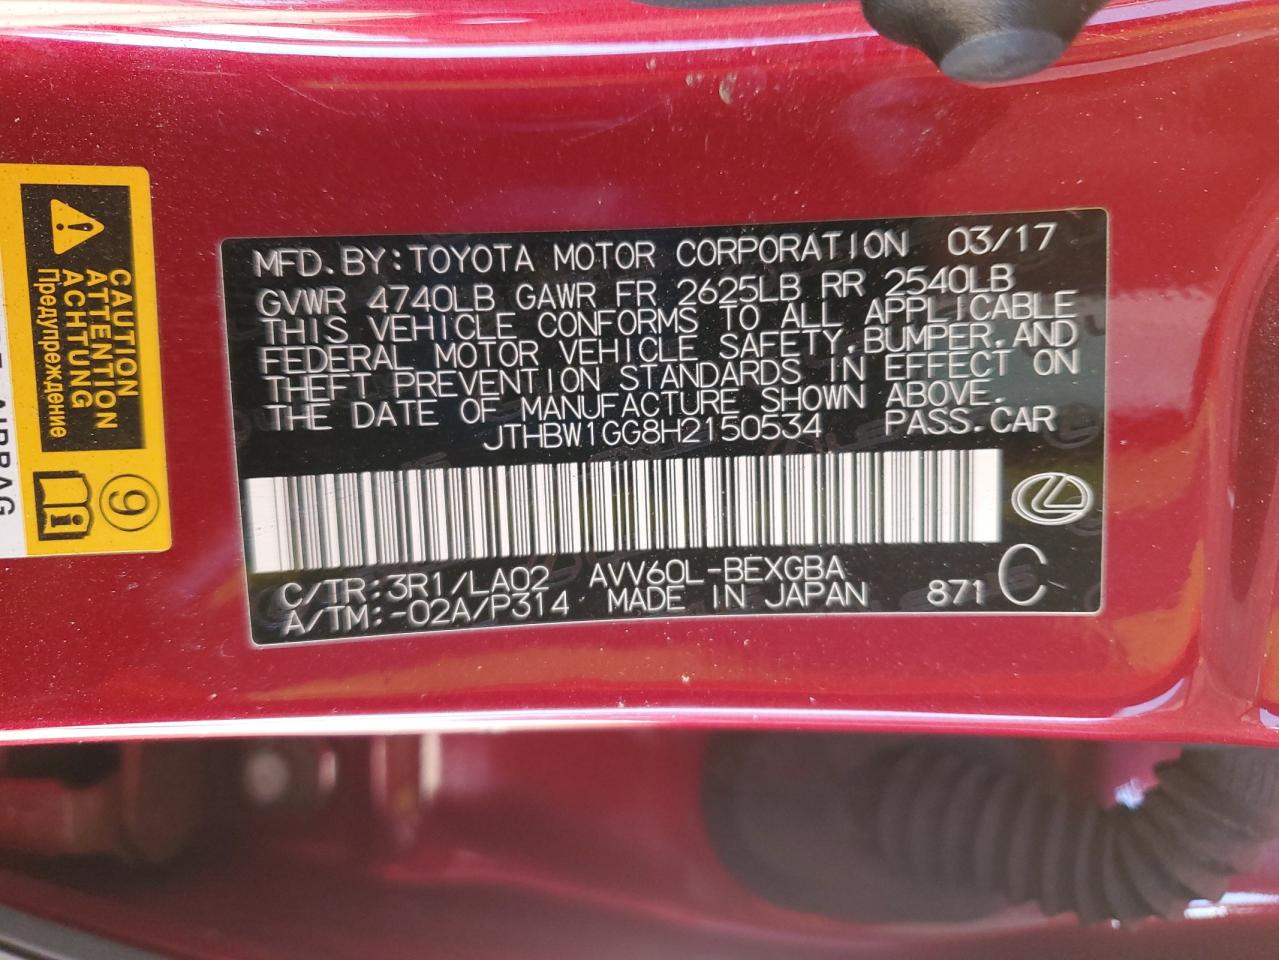 MFD.BY:TOYOTA MOTOR CORPORATION 03/17
GVWR 4740LB GAWR FR 2625LB RR 2540LB
THIS VEHICLE CONFORMS TO ALL APPLICABLE
FEDERAL MOTOR VEHICLE SAFETY,BUMPER,AND
THEFT PREVENTION STANDARDS IN EFFECT ON
THE DATE OF MANUFACTURE SHOWN ABOVE.
JTHBW1GG8H2150534 PASS.CAR
C/TR:3R1/LA02 AVV60L-BEXGBA
A/TM:-02A/P314 MADE IN JAPAN 871 C
CAUTION
ATTENTION
ACHTUNG
Предупреждение
9
AIRBAG